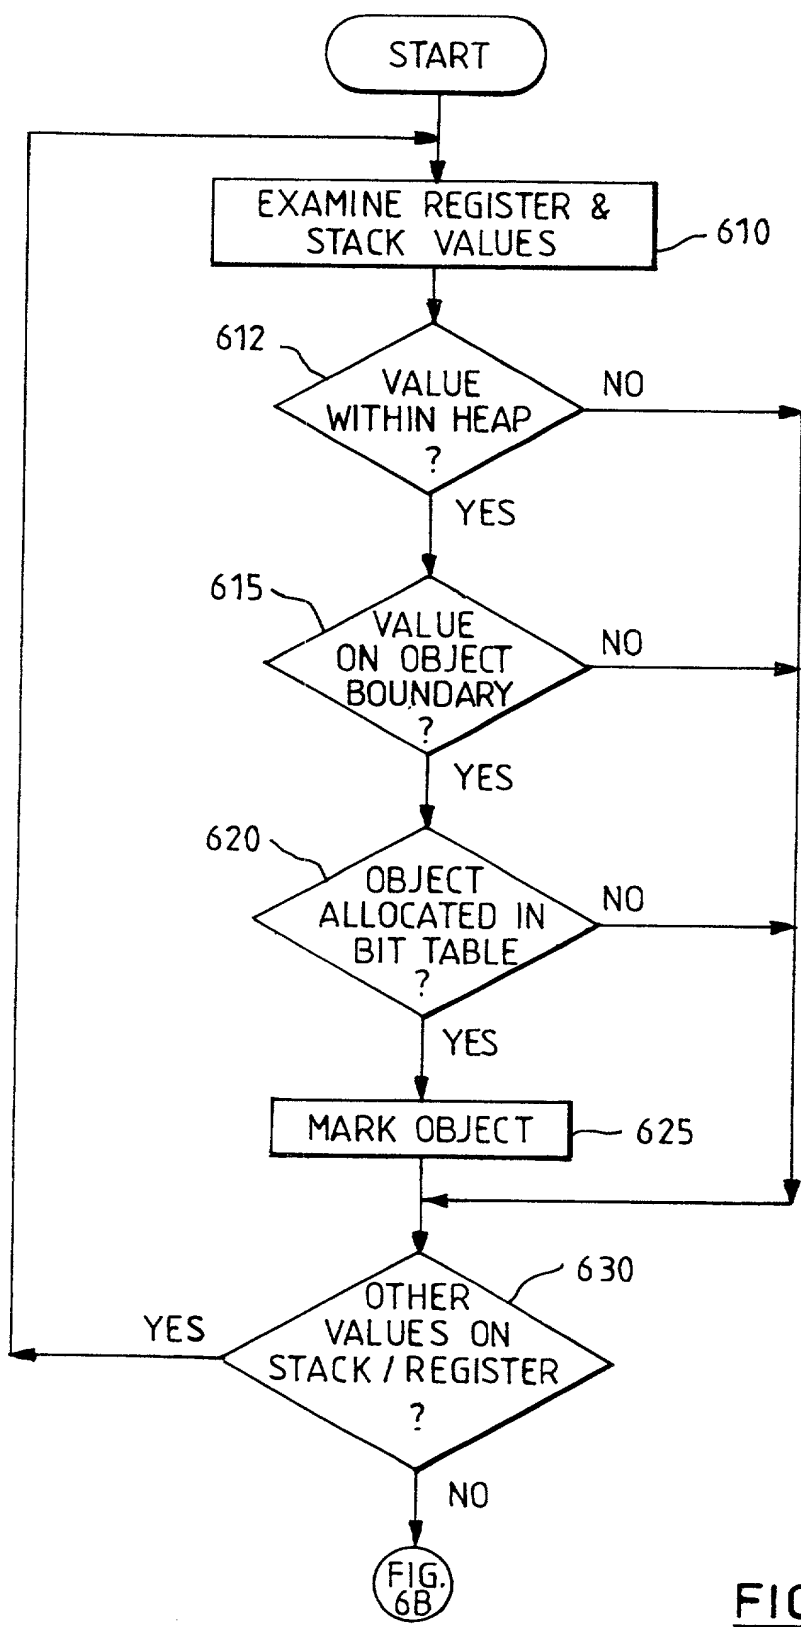 START
EXAMINE REGISTER &
STACK VALUES
610
612
VALUE
WITHIN HEAP
?
NO
YES
615
VALUE
ON OBJECT
BOUNDARY
?
NO
YES
620
OBJECT
ALLOCATED IN
BIT TABLE
?
NO
YES
MARK OBJECT
625
630
OTHER
VALUES ON
STACK / REGISTER
?
YES
NO
FIG.
6B